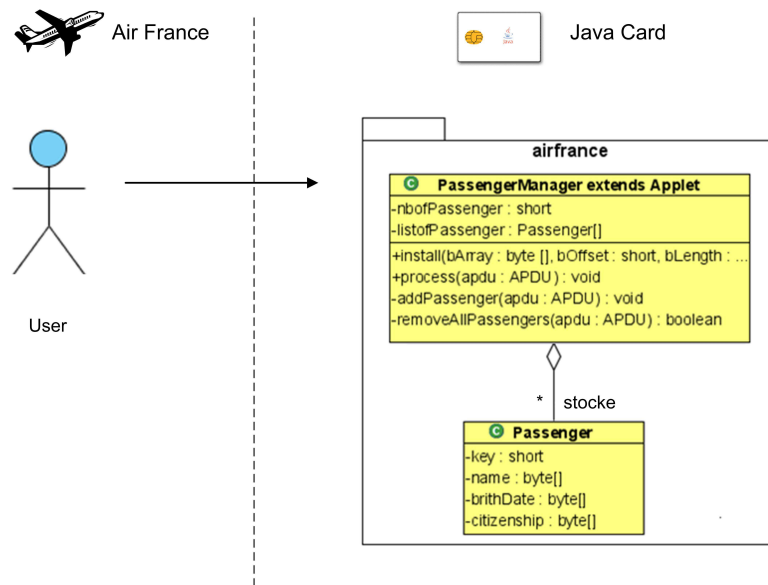 Air France
Java Card
JAVA
User
airfrance
C PassengerManager extends Applet
-nbofPassenger : short
-listofPassenger : Passenger[]
+install(bArray : byte [], bOffset : short, bLength : ...
+process(apdu : APDU) : void
-addPassenger(apdu : APDU) : void
-removeAllPassengers(apdu : APDU) : boolean
* stocke
C Passenger
-key : short
-name : byte[]
-brithDate : byte[]
-citizenship : byte[]